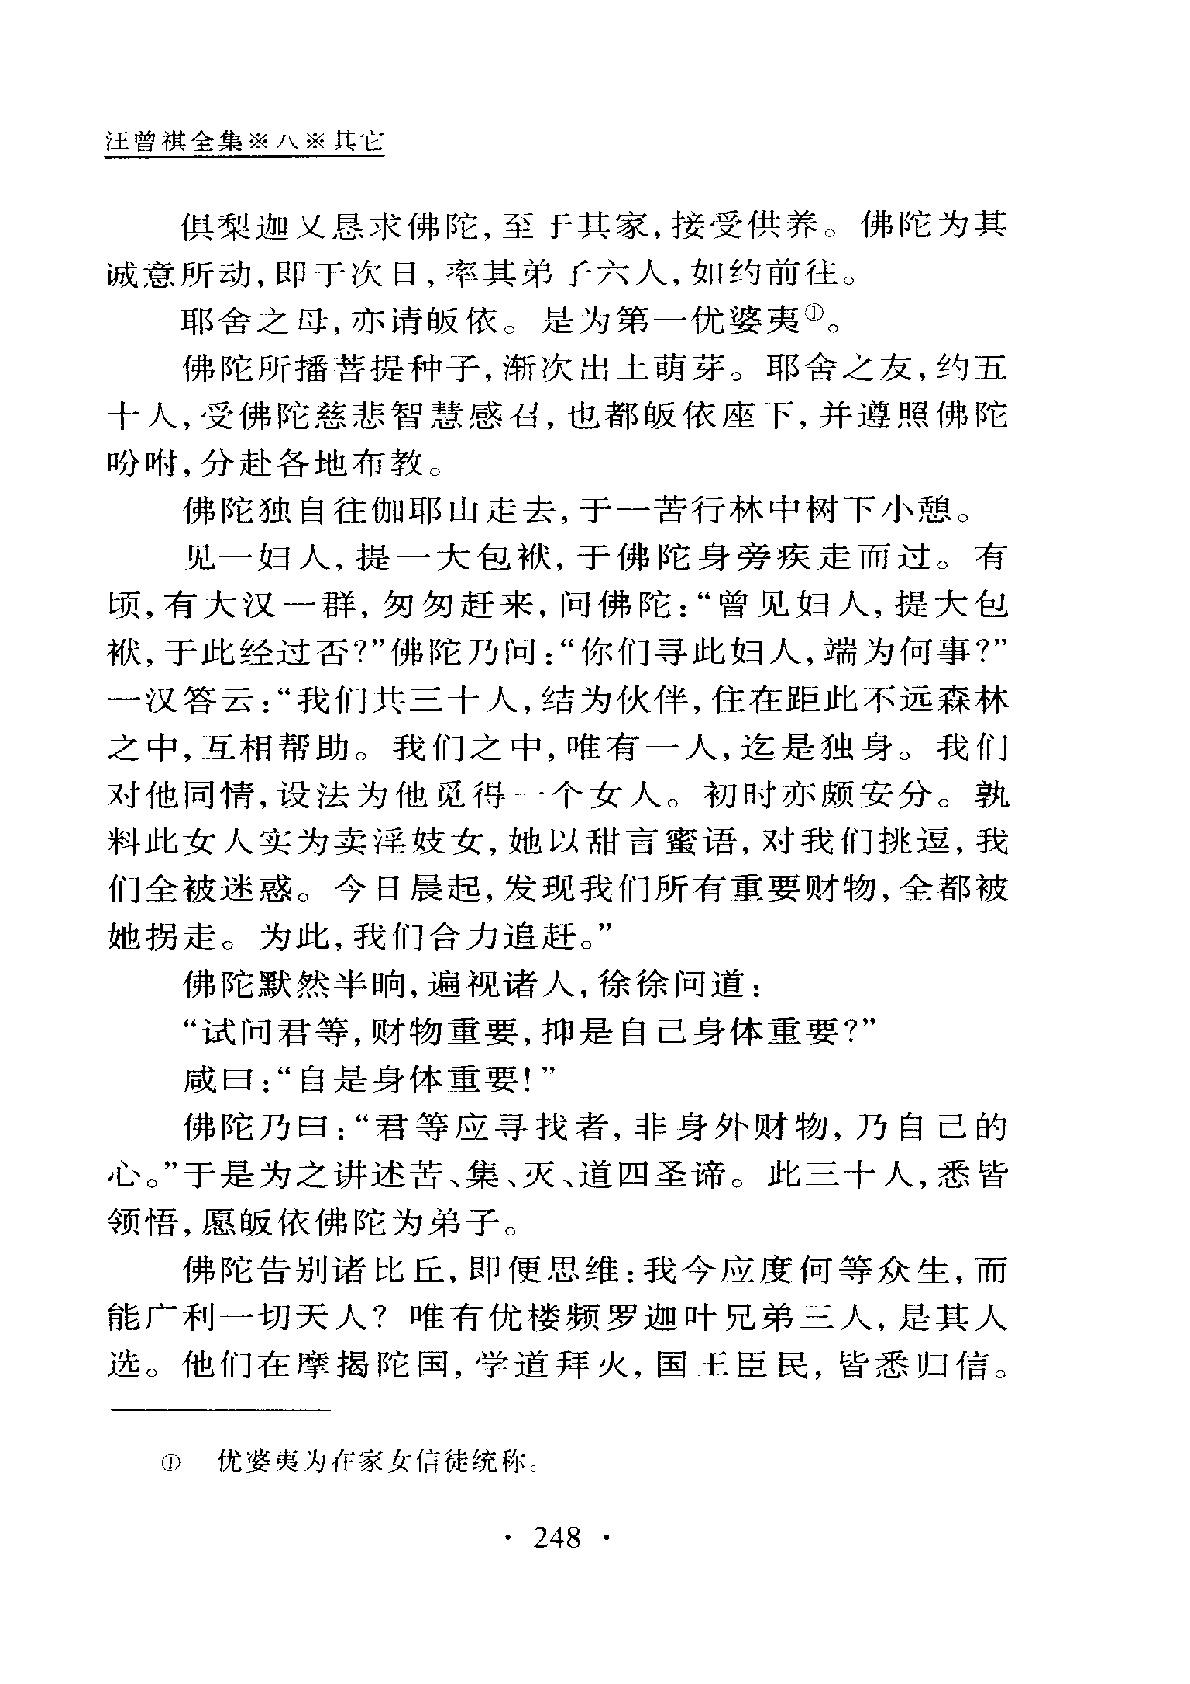 汪曾祺全集※八※其它
俱梨迦又恳求佛陀,至于其家,接受供养。佛陀为其
诚意所动,即于次日,率其弟子六人,如约前往。
耶舍之母,亦请皈依。是为第一优婆夷①。
佛陀所播菩提种子,渐次出土萌芽。耶舍之友,约五
十人,受佛陀慈悲智慧感召,也都皈依座下,并遵照佛陀
吩咐,分赴各地布教。
佛陀独自往伽耶山走去,于一苦行林中树下小憩。
见一妇人,提一大包袱,于佛陀身旁疾走而过。有
顷,有大汉一群,匆匆赶来,问佛陀:“曾见妇人,提大包
袱,于此经过否?”佛陀乃问:“你们寻此妇人,端为何事?”
一汉答云:“我们共三十人,结为伙伴,住在距此不远森林
之中,互相帮助。我们之中,唯有一人,迄是独身。我们
对他同情,设法为他觅得一个女人。初时亦颇安分。孰
料此女人实为卖淫妓女,她以甜言蜜语,对我们挑逗,我
们全被迷惑。今日晨起,发现我们所有重要财物,全都被
她拐走。为此,我们合力追赶。”
佛陀默然半晌,遍视诸人,徐徐问道:
“试问君等,财物重要,抑是自己身体重要?”
咸曰:“自是身体重要!”
佛陀乃曰:“君等应寻找者,非身外财物,乃自己的
心。”于是为之讲述苦、集、灭、道四圣谛。此三十人,悉皆
领悟,愿皈依佛陀为弟子。
佛陀告别诸比丘,即便思维:我今应度何等众生,而
能广利一切天人?唯有优楼频罗迦叶兄弟三人,是其人
选。他们在摩揭陀国,学道拜火,国王臣民,皆悉归信。
① 优婆夷为在家女信徒统称。
· 248 ·